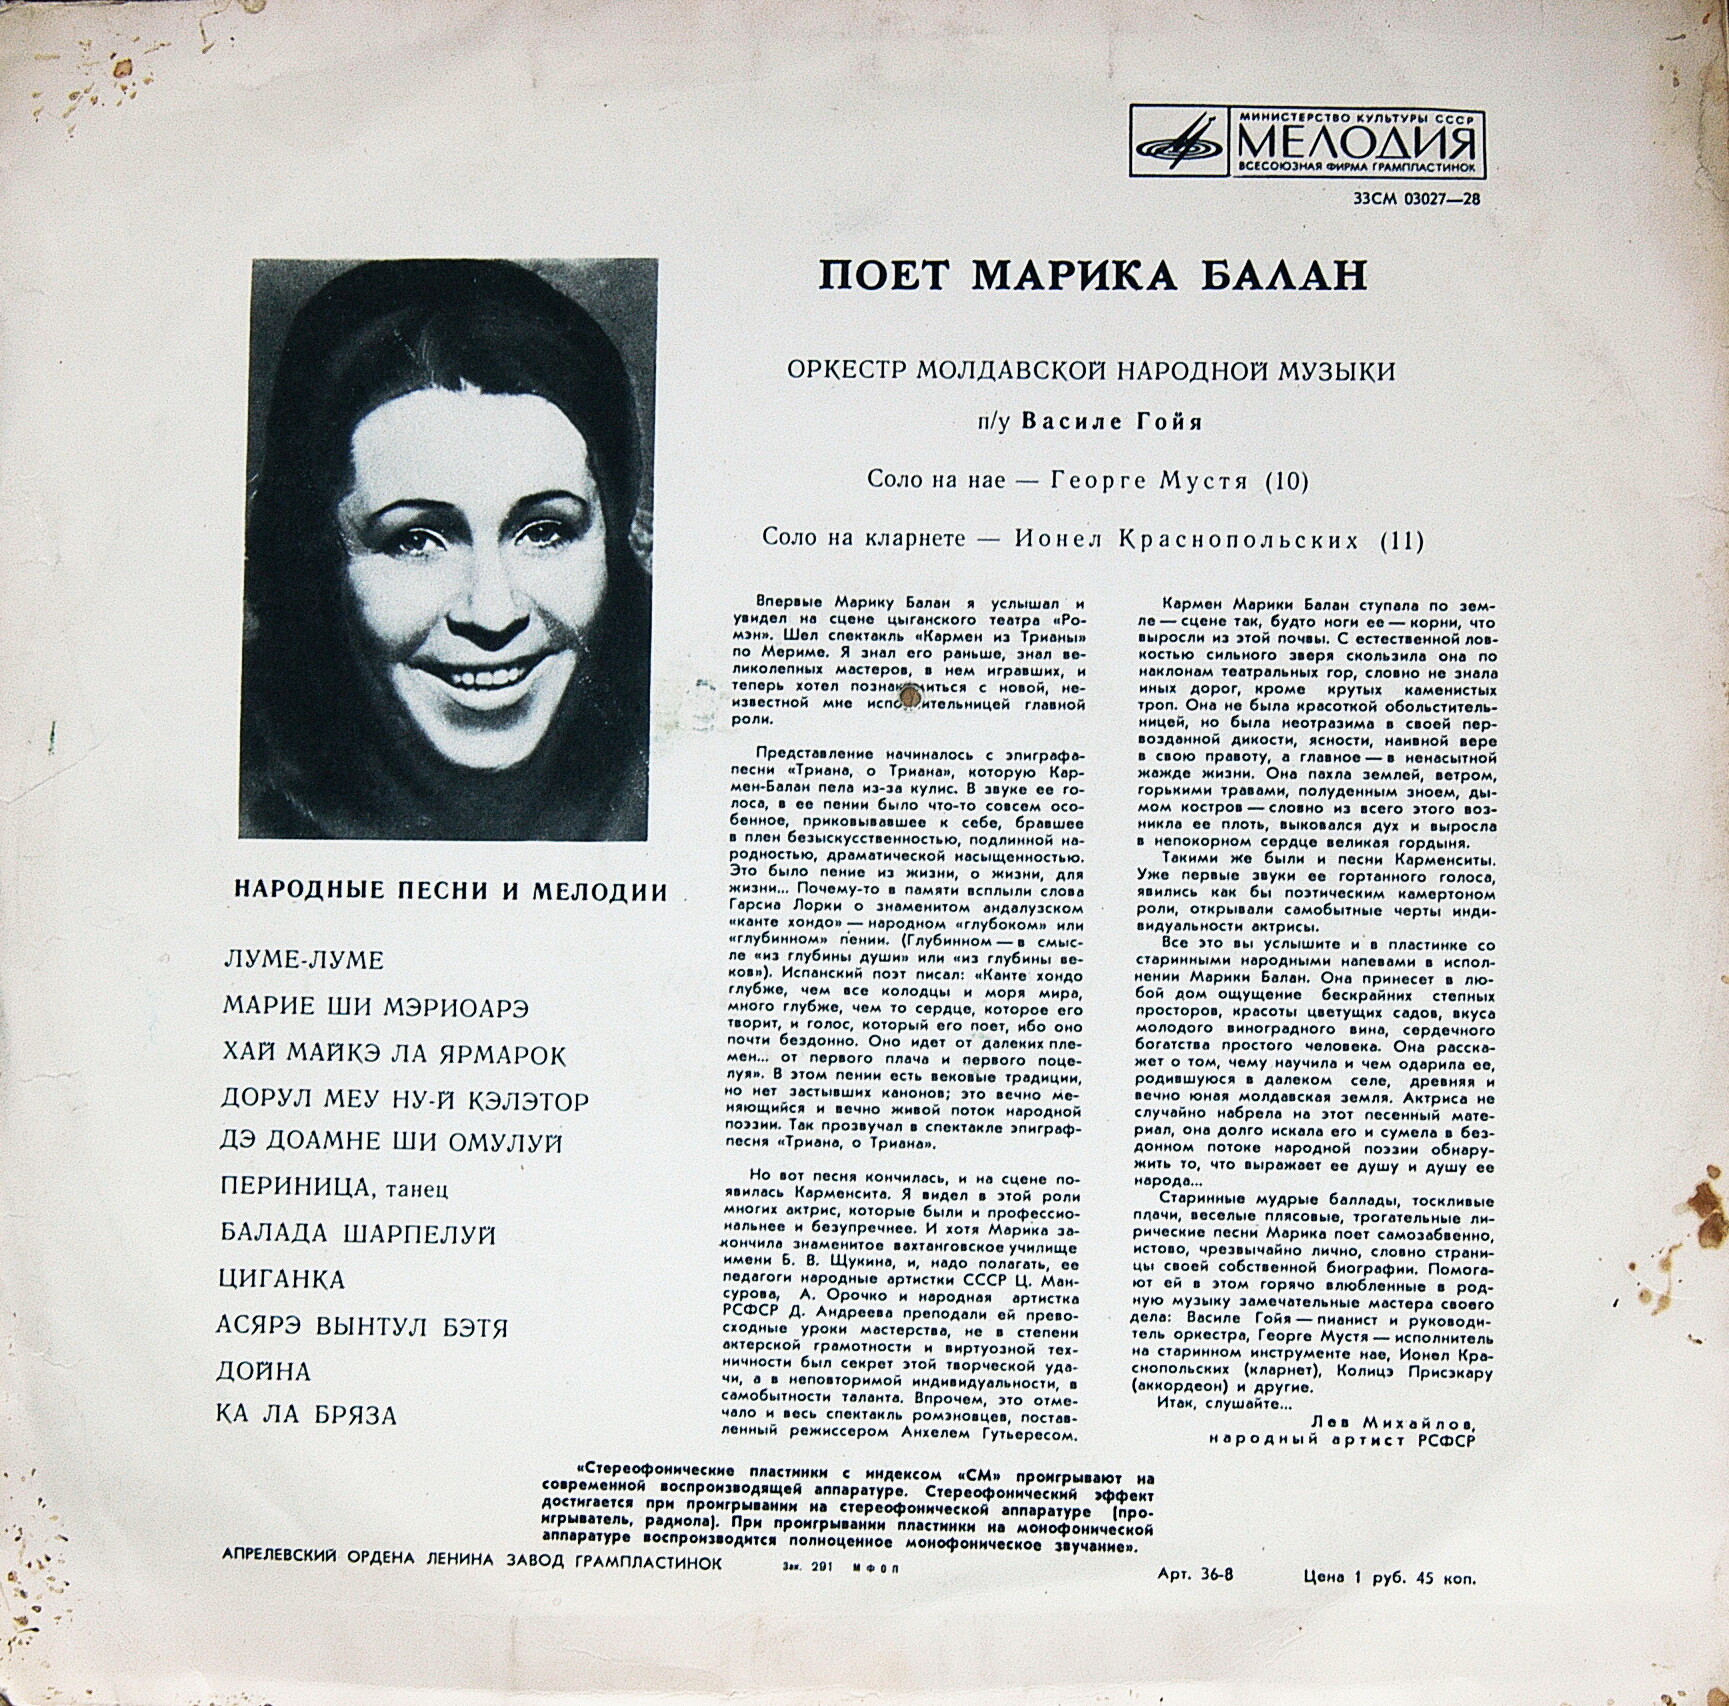 МИНИСТЕРСТВО КУЛЬТУРЫ СССР
МЕЛОДИЯ
ВСЕСОЮЗНАЯ ФИРМА ГРАМПЛАСТИНОК
33СМ 03027—28
ПОЕТ МАРИКА БАЛАН
ОРКЕСТР МОЛДАВСКОЙ НАРОДНОЙ МУЗЫКИ
п/у Василе Гойя
Соло на нае — Георге Мустя (10)
Соло на кларнете — Ионел Краснопольских (11)
НАРОДНЫЕ ПЕСНИ И МЕЛОДИИ
ЛУМЕ-ЛУМЕ
МАРИЕ ШИ МЭРИОАРЭ
ХАЙ МАЙКЭ ЛА ЯРМАРОК
ДОРУЛ МЕУ НУ-Й КЭЛЭТОР
ДЭ ДОАМНЕ ШИ ОМУЛУЙ
ПЕРИНИЦА, танец
БАЛАДА ШАРПЕЛУЙ
ЦИГАНКА
АСЯРЭ ВЫНТУЛ БЭТЯ
ДОЙНА
КА ЛА БРЯЗА
Впервые Марику Балан я услышал и
увидел на сцене цыганского театра «Ро-
мэн». Шел спектакль «Кармен из Трианы»
по Мериме. Я знал его раньше, знал ве-
ликолепных мастеров, в нем игравших, и
теперь хотел познакомиться с новой, не-
известной мне исполнительницей главной
роли.
Представление начиналось с эпиграфа-
песни «Триана, о Триана», которую Кар-
мен-Балан пела из-за кулис. В звуке ее го-
лоса, в ее пении было что-то совсем осо-
бенное, приковывавшее к себе, бравшее
в плен безыскусственностью, подлинной на-
родностью, драматической насыщенностью.
Это было пение из жизни, о жизни, для
жизни... Почему-то в памяти всплыли слова
Гарсиа Лорки о знаменитом андалузском
«канте хондо» — народном «глубоком» или
«глубинном» пении. (Глубинном — в смыс-
ле «из глубины души» или «из глубины ве-
ков»). Испанский поэт писал: «Канте хондо
глубже, чем все колодцы и моря мира,
много глубже, чем то сердце, которое его
творит, и голос, который его поет, ибо оно
почти бездонно. Оно идет от далеких пле-
мен... от первого плача и первого поце-
луя». В этом пении есть вековые традиции,
но нет застывших канонов; это вечно ме-
няющийся и вечно живой поток народной
поэзии. Так прозвучал в спектакле эпиграф-
песня «Триана, о Триана».
Но вот песня кончилась, и на сцене по-
явилась Карменсита. Я видел в этой роли
многих актрис, которые были и профессио-
нальнее и безупречнее. И хотя Марика за-
кончила знаменитое вахтанговское училище
имени Б. В. Щукина, и, надо полагать, ее
педагоги народные артистки СССР Ц. Ман-
сурова, А. Орочко и народная артистка
РСФСР Д. Андреева преподали ей прево-
сходные уроки мастерства, не в степени
актерской грамотности и виртуозной тех-
ничности был секрет этой творческой уда-
чи, а в неповторимой индивидуальности, в
самобытности таланта. Впрочем, это отме-
чало и весь спектакль ромэновцев, постав-
ленный режиссером Анхелем Гутьересом.
Кармен Марики Балан ступала по зем-
ле — сцене так, будто ноги ее — корни, что
выросли из этой почвы. С естественной лов-
костью сильного зверя скользила она по
наклонам театральных гор, словно не знала
иных дорог, кроме крутых каменистых
троп. Она не была красоткой обольститель-
ницей, но была неотразима в своей пер-
возданной дикости, ясности, наивной вере
в свою правоту, а главное — в ненасытной
жажде жизни. Она пахла землей, ветром,
горькими травами, полуденным зноем, ды-
мом костров — словно из всего этого воз-
никла ее плоть, выковался дух и выросла
в непокорном сердце великая гордыня.
Такими же были и песни Карменситы.
Уже первые звуки ее гортанного голоса,
явились как бы поэтическим камертоном
роли, открывали самобытные черты инди-
видуальности актрисы.
Все это вы услышите и в пластинке со
старинными народными напевами в испол-
нении Марики Балан. Она принесет в лю-
бой дом ощущение бескрайних степных
просторов, красоты цветущих садов, вкуса
молодого виноградного вина, сердечного
богатства простого человека. Она расска-
жет о том, чему научила и чем одарила ее,
родившуюся в далеком селе, древняя и
вечно юная молдавская земля. Актриса не
случайно набрела на этот песенный мате-
риал, она долго искала его и сумела в без-
донном потоке народной поэзии обнару-
жить то, что выражает ее душу и душу ее
народа...
Старинные мудрые баллады, тоскливые
плачи, веселые плясовые, трогательные ли-
рические песни Марика поет самозабвенно,
истово, чрезвычайно лично, словно страни-
цы своей собственной биографии. Помога-
ют ей в этом горячо влюбленные в род-
ную музыку замечательные мастера своего
дела: Василе Гойя — пианист и руководи-
тель оркестра, Георге Мустя — исполнитель
на старинном инструменте нае, Ионел Кра-
снопольских (кларнет), Колицэ Присэкару
(аккордеон) и другие.
Итак, слушайте...
Лев Михайлов,
народный артист РСФСР
«Стереофонические пластинки с индексом «СМ» проигрывают на
современной воспроизводящей аппаратуре. Стереофонический эффект
достигается при проигрывании на стереофонической аппаратуре (про-
игрыватель, радиола). При проигрывании пластинки на монофонической
аппаратуре воспроизводится полноценное монофоническое звучание».
АПРЕЛЕВСКИЙ ОРДЕНА ЛЕНИНА ЗАВОД ГРАМПЛАСТИНОК
Зак. 291 МФОП
Арт. 36-8
Цена 1 руб. 45 коп.